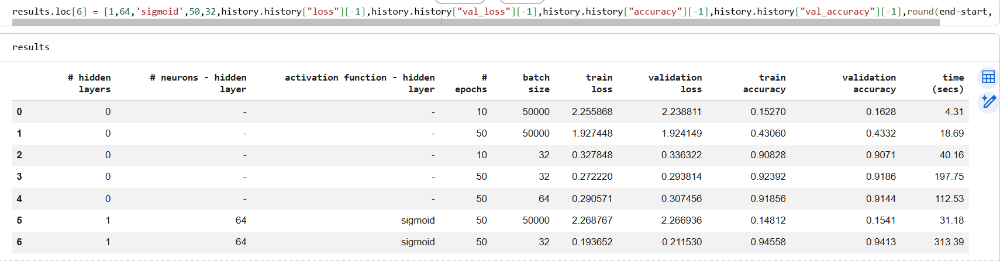 results.loc[6] = [1,64,'sigmoid',50,32,history.history["loss"][-1],history.history["val_loss"][-1],history.history["accuracy"][-1],history.history["val_accuracy"][-1],round(end-start,
results
# hidden layers # neurons - hidden layer activation function - hidden layer # epochs batch size train loss validation loss train accuracy validation accuracy time (secs)
0 0 - - 10 50000 2.255868 2.238811 0.15270 0.1628 4.31
1 0 - - 50 50000 1.927448 1.924149 0.43060 0.4332 18.69
2 0 - - 10 32 0.327848 0.336322 0.90828 0.9071 40.16
3 0 - - 50 32 0.272220 0.293814 0.92392 0.9186 197.75
4 0 - - 50 64 0.290571 0.307456 0.91856 0.9144 112.53
5 1 64 sigmoid 50 50000 2.268767 2.266936 0.14812 0.1541 31.18
6 1 64 sigmoid 50 32 0.193652 0.211530 0.94558 0.9413 313.39